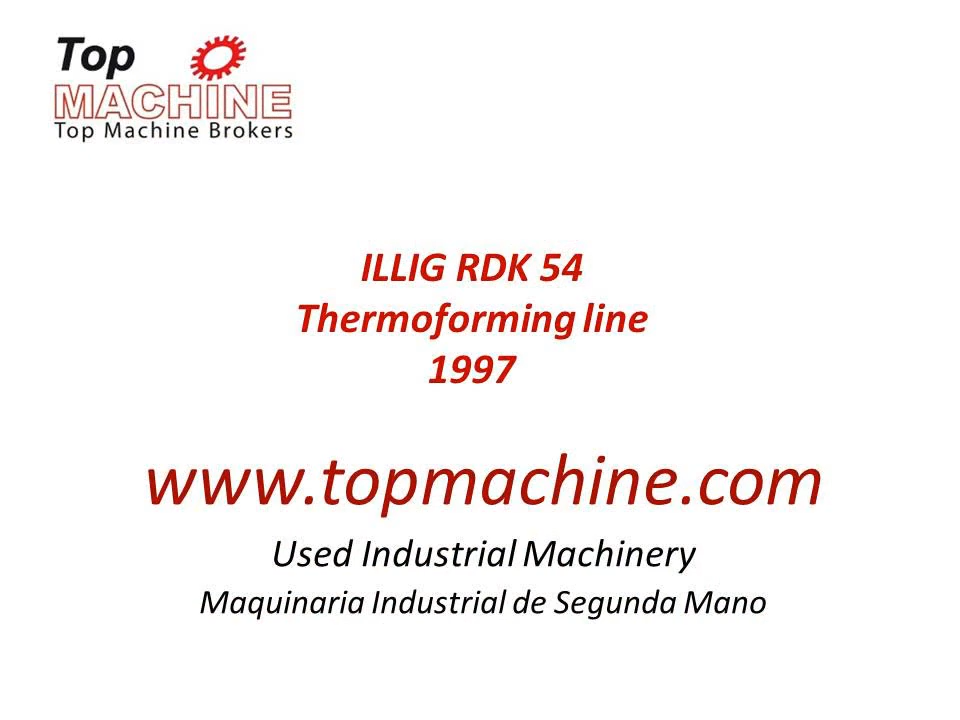 Top
MACHINE
Top Machine Brokers
ILLIG RDK 54
Thermoforming line
1997
www.topmachine.com
Used Industrial Machinery
Maquinaria Industrial de Segunda Mano